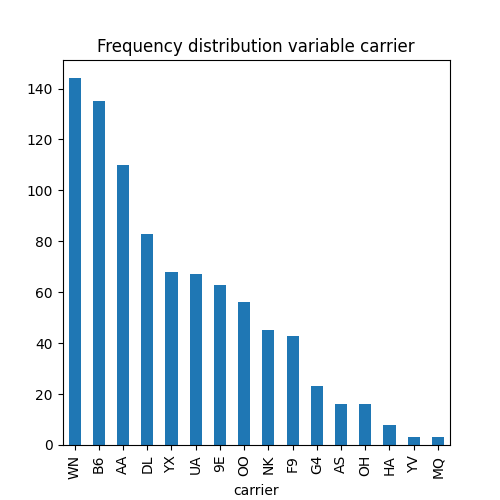 Frequency distribution variable carrier
140
120
100
80
60
40
20
0
WN B6 AA DL YX UA 9E OO NK F9 G4 AS OH HA YV MQ
carrier